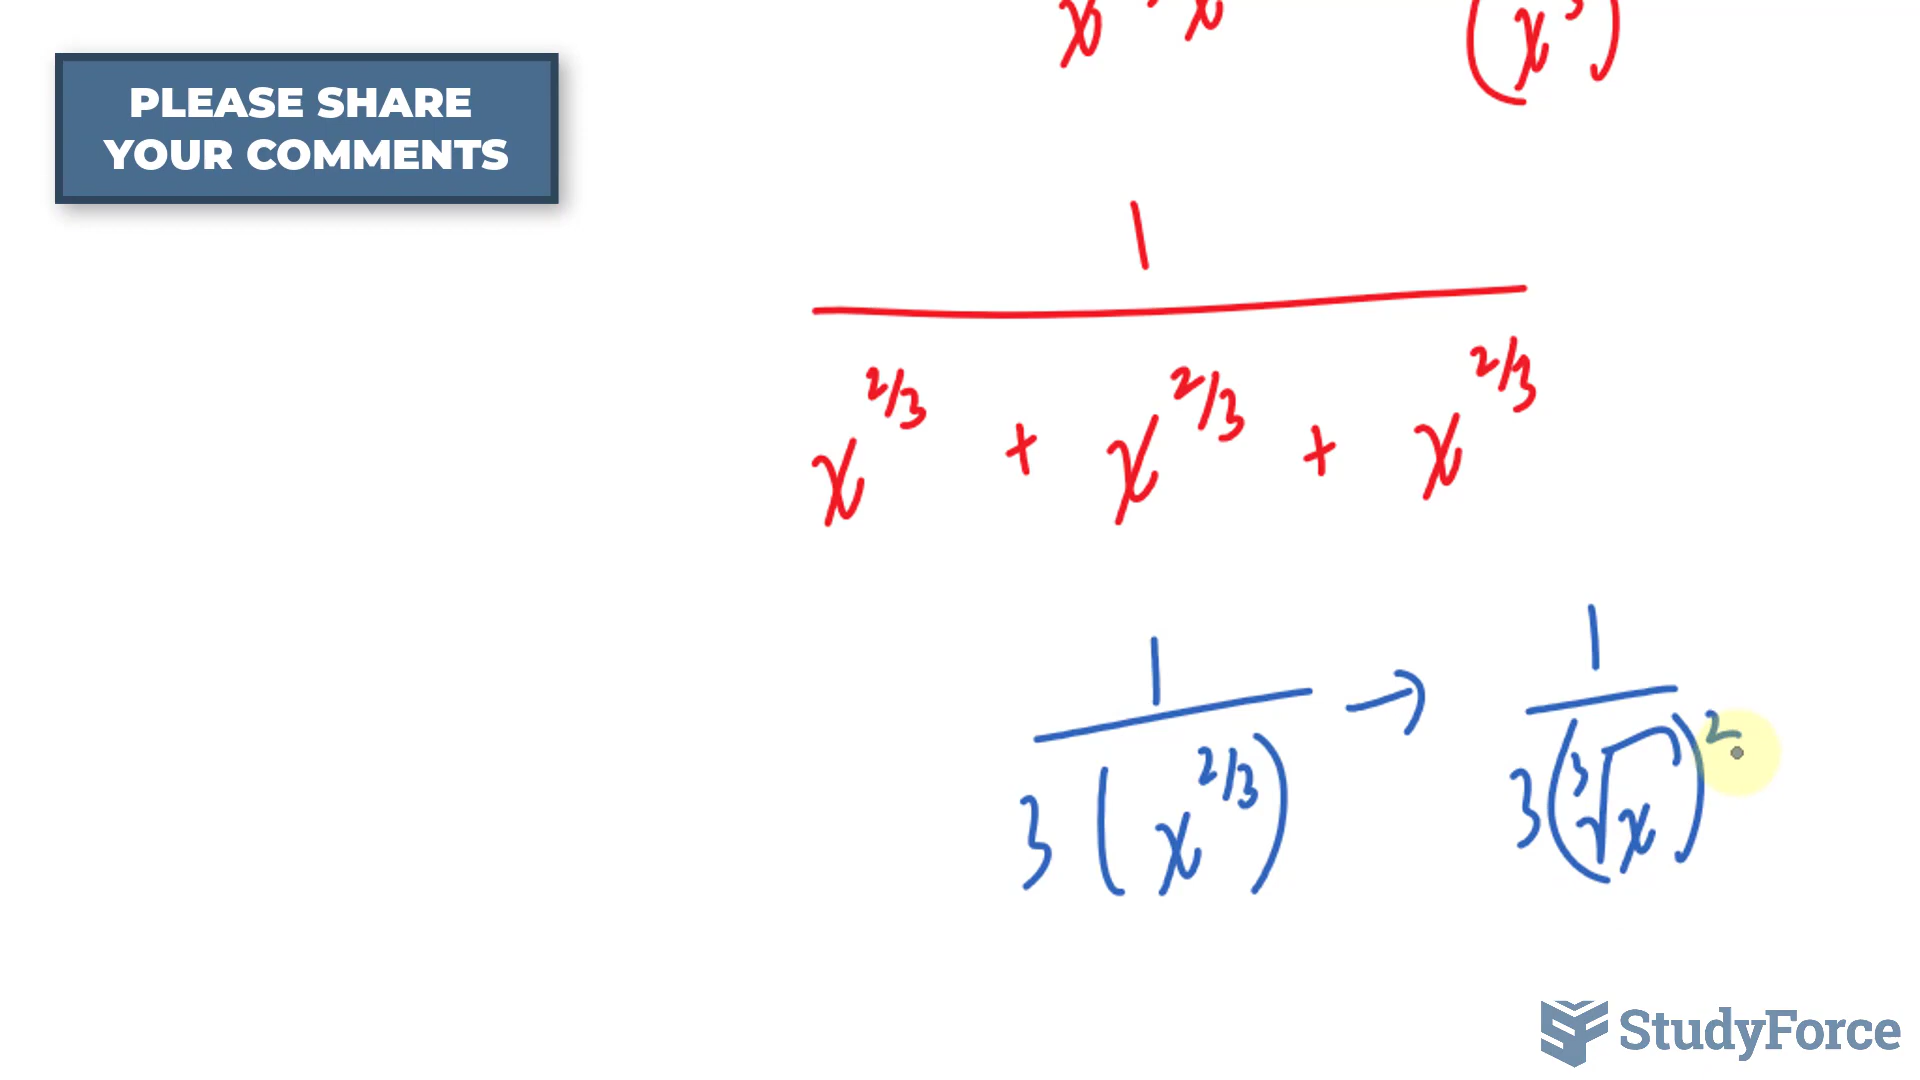 PLEASE SHARE
YOUR COMMENTS
1
x^2/3 + x^2/3 + x^2/3
1 / 3 (x^2/3) → 1 / 3(∛x)^2
StudyForce